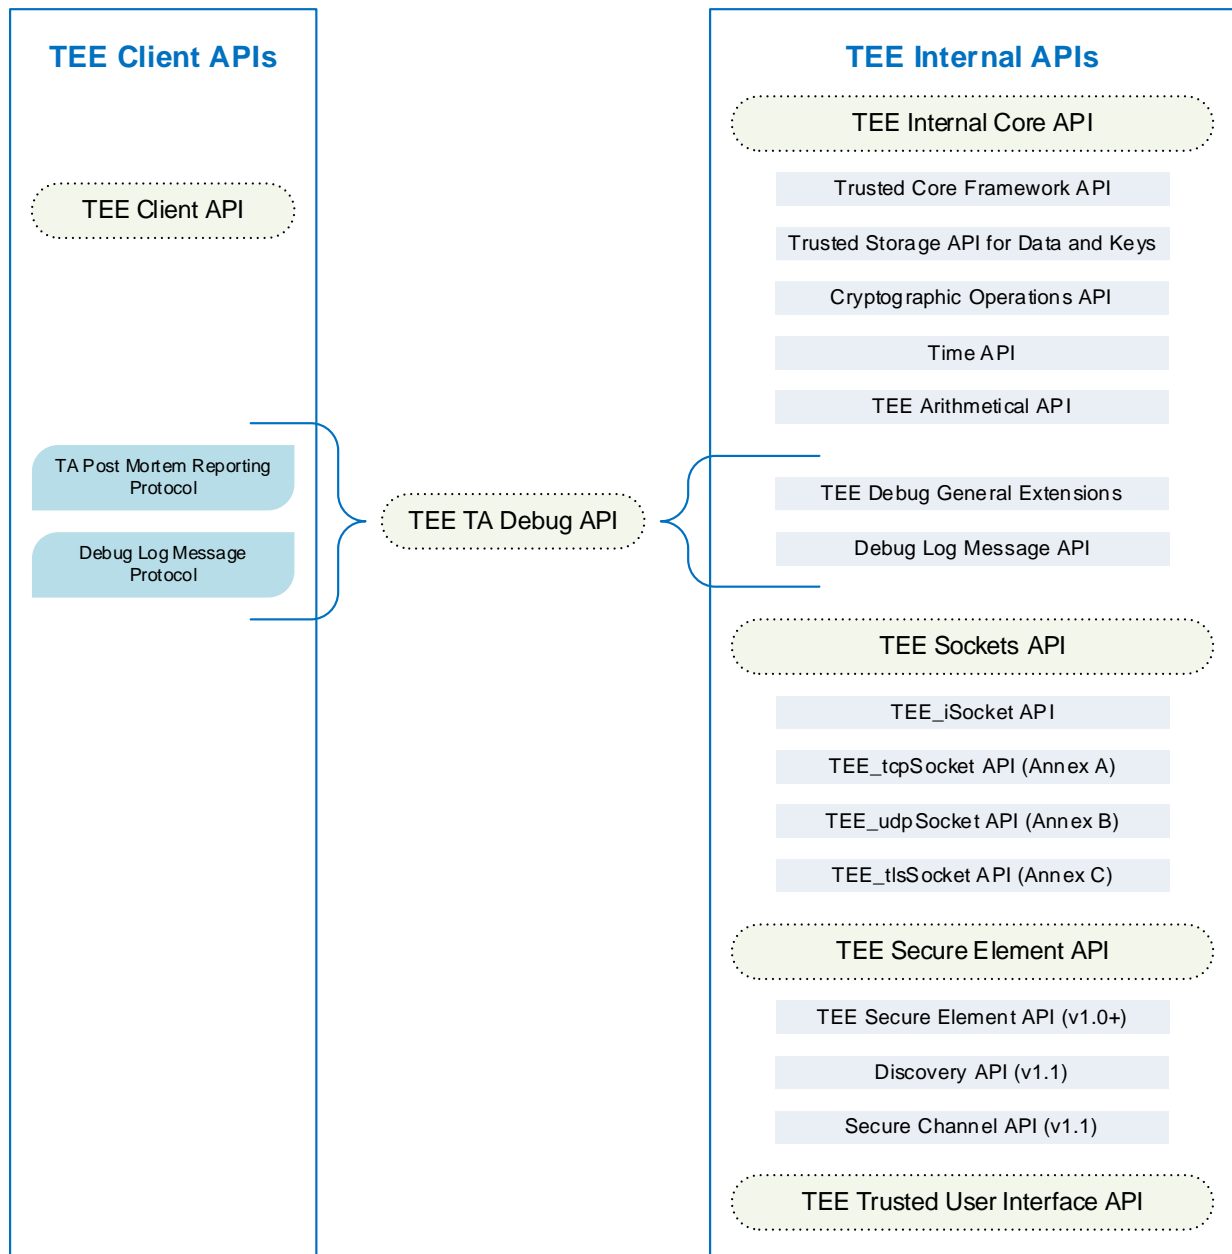 TEE Client APIs
TEE Client API
TA Post Mortem Reporting
Protocol
Debug Log Message
Protocol
TEE TA Debug API
TEE Internal APIs
TEE Internal Core API
Trusted Core Framework API
Trusted Storage API for Data and Keys
Cryptographic Operations API
Time API
TEE Arithmetical API
TEE Debug General Extensions
Debug Log Message API
TEE Sockets API
TEE_iSocket API
TEE_tcpSocket API (Annex A)
TEE_udpSocket API (Annex B)
TEE_tlsSocket API (Annex C)
TEE Secure Element API
TEE Secure Element API (v1.0+)
Discovery API (v1.1)
Secure Channel API (v1.1)
TEE Trusted User Interface API